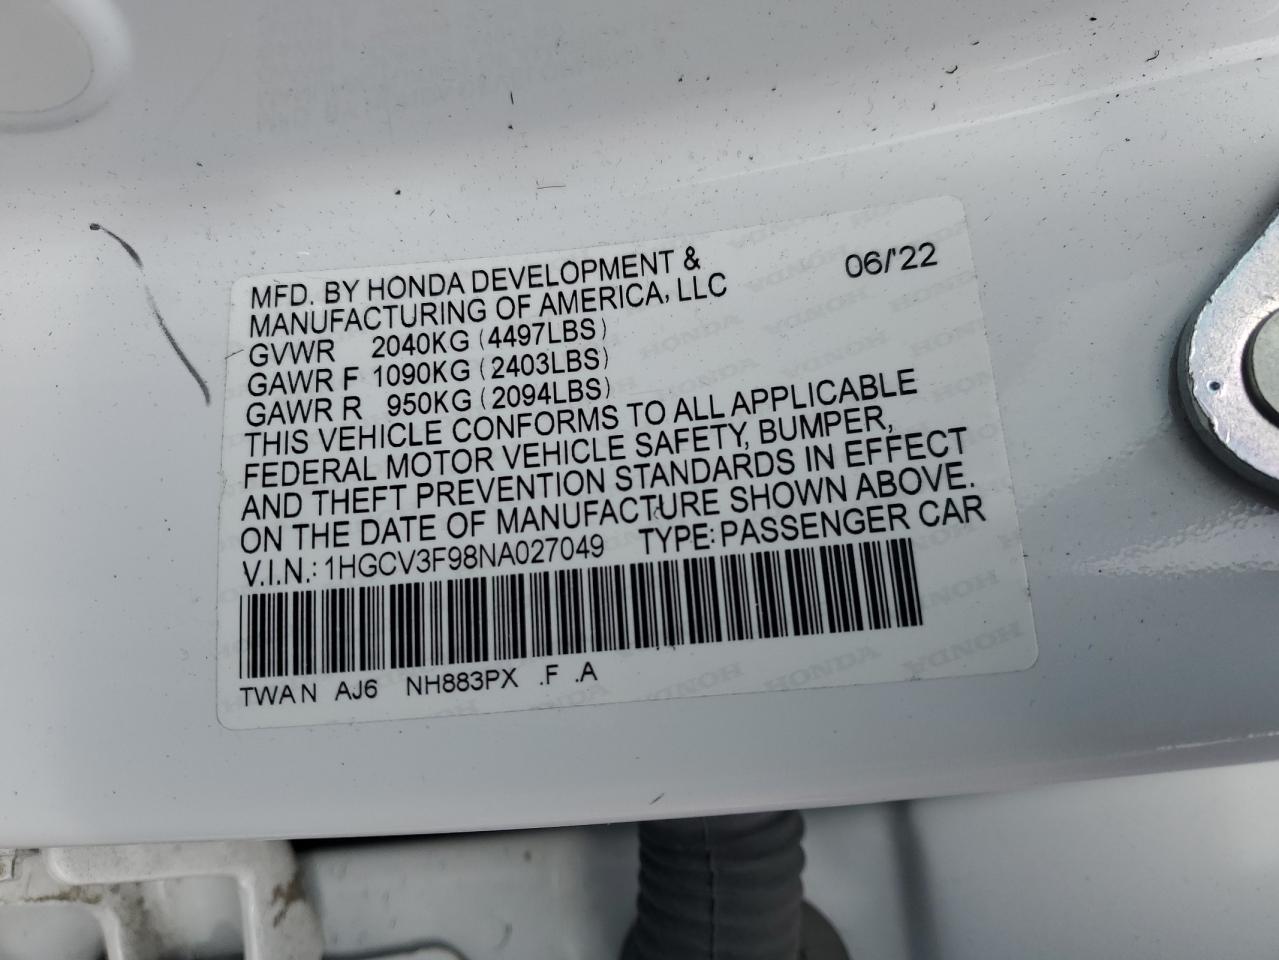 MFD. BY HONDA DEVELOPMENT & 06/'22
MANUFACTURING OF AMERICA, LLC
GVWR 2040KG (4497LBS)
GAWR F 1090KG (2403LBS)
GAWR R 950KG (2094LBS)
THIS VEHICLE CONFORMS TO ALL APPLICABLE
FEDERAL MOTOR VEHICLE SAFETY, BUMPER,
AND THEFT PREVENTION STANDARDS IN EFFECT
ON THE DATE OF MANUFACTURE SHOWN ABOVE.
V.I.N.: 1HGCV3F98NA027049 TYPE: PASSENGER CAR
TWAN AJ6 NH883PX .F .A